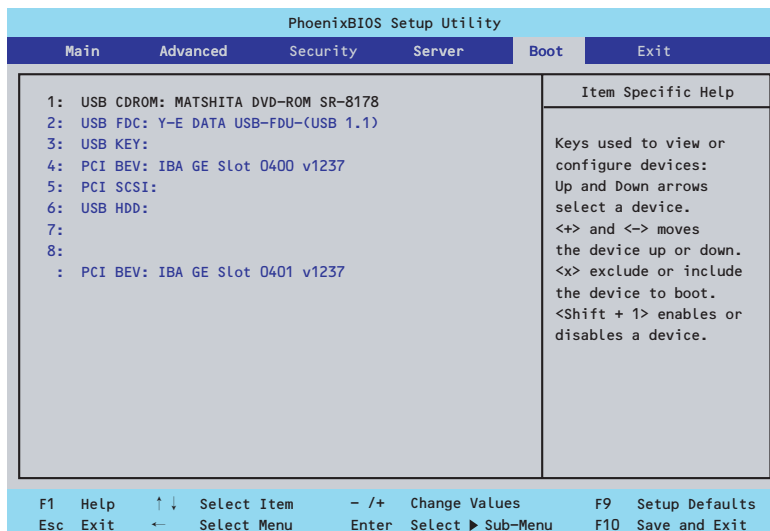 PhoenixBIOS Setup Utility
Main Advanced Security Server Boot Exit
1: USB CDROM: MATSHITA DVD-ROM SR-8178
2: USB FDC: Y-E DATA USB-FDU-(USB 1.1)
3: USB KEY:
4: PCI BEV: IBA GE Slot 0400 v1237
5: PCI SCSI:
6: USB HDD:
7:
8:
: PCI BEV: IBA GE Slot 0401 v1237
Item Specific Help
Keys used to view or
configure devices:
Up and Down arrows
select a device.
<+> and <-> moves
the device up or down.
<x> exclude or include
the device to boot.
<Shift + 1> enables or
disables a device.
F1 Help ↑↓ Select Item - /+ Change Values F9 Setup Defaults
Esc Exit ← Select Menu Enter Select ▶ Sub-Menu F10 Save and Exit